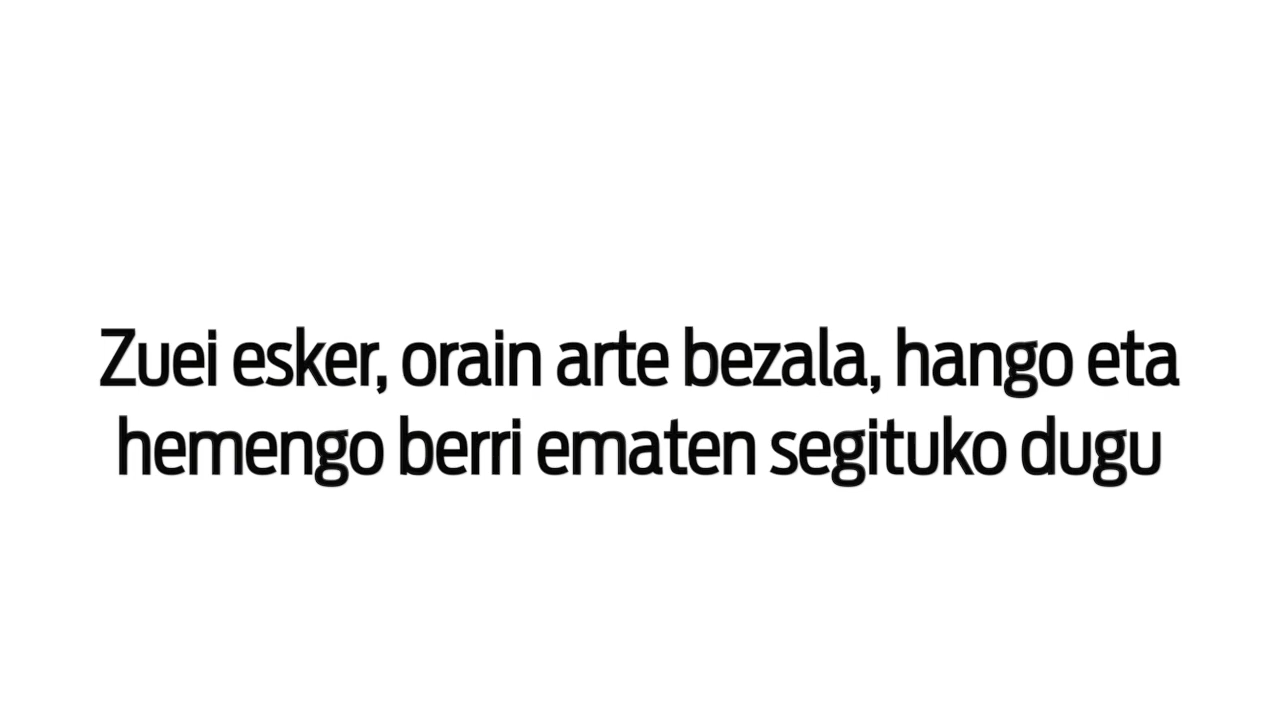 Zuei esker, orain arte bezala, hango eta
hemengo berri ematen segituko dugu